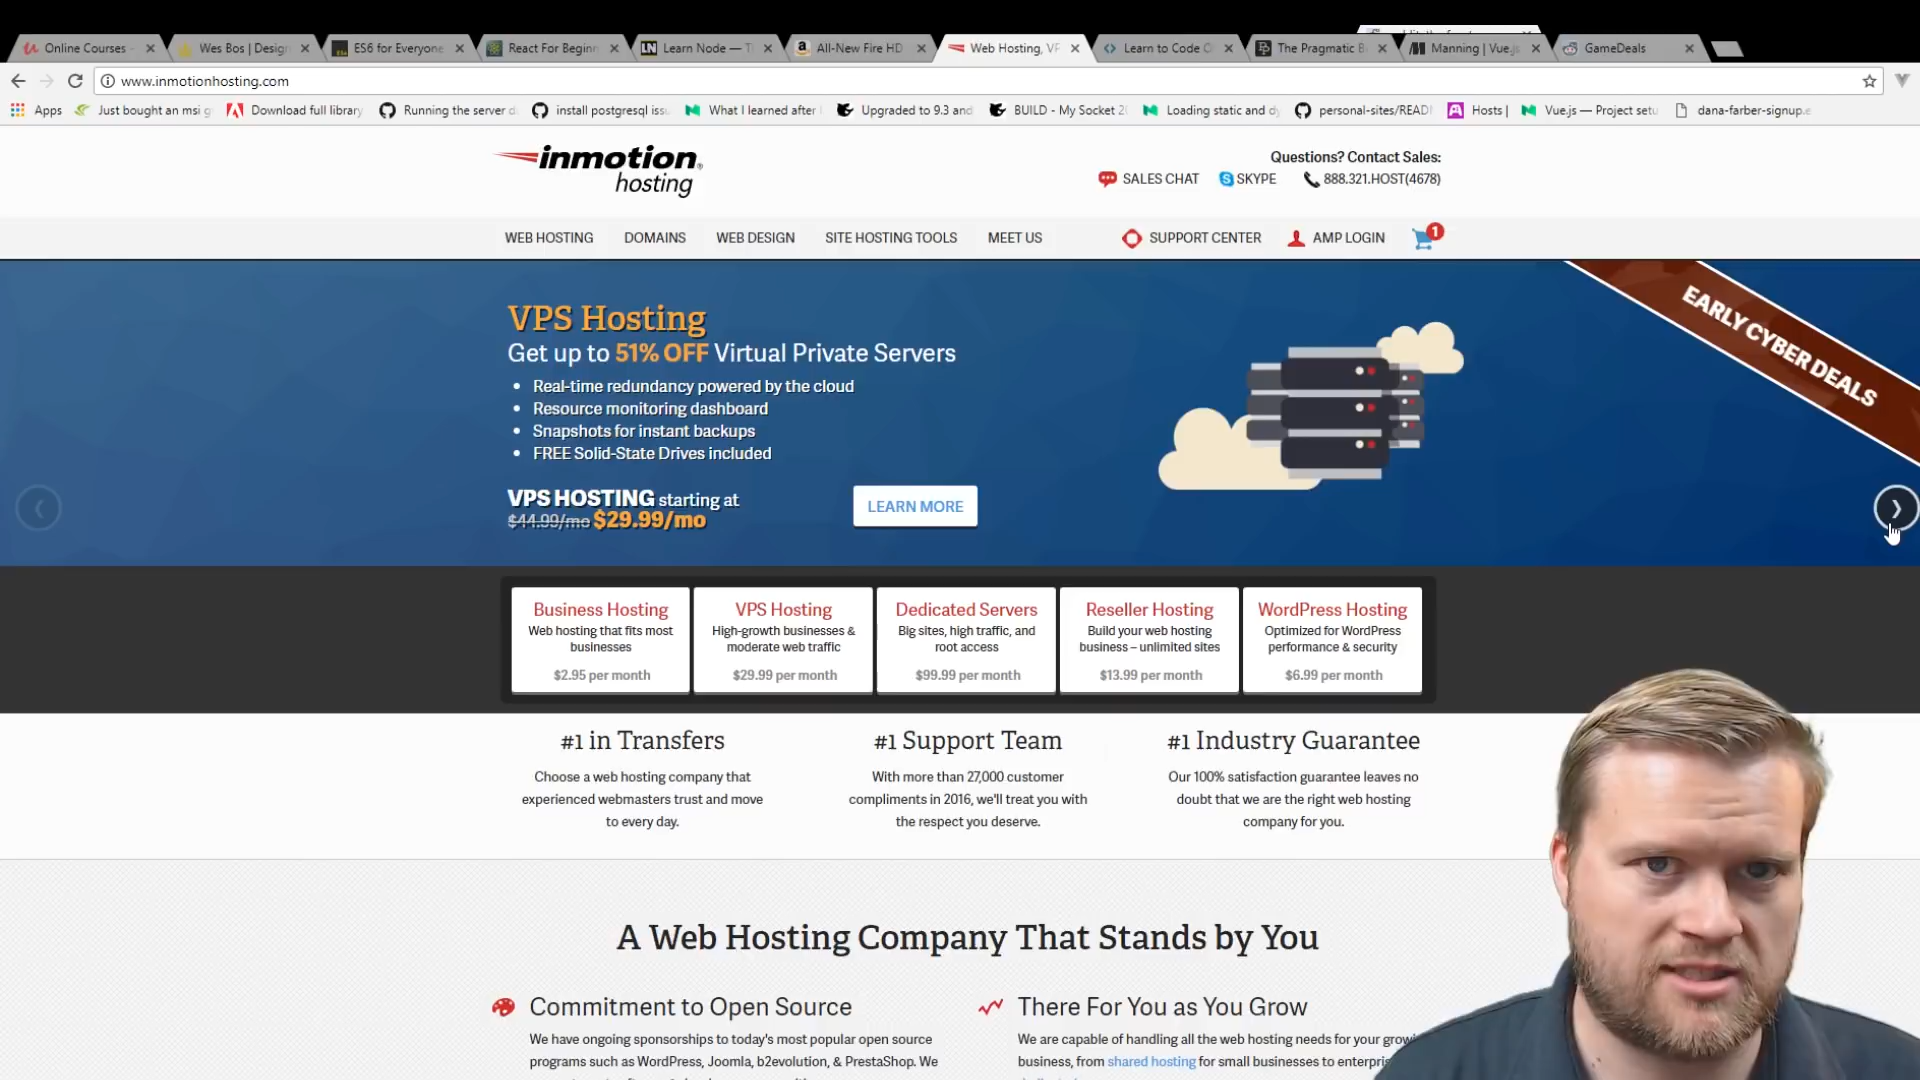 Online Courses -
Wes Bos | Design
ES6 for Everyone
React For Beginn
Learn Node — T
All-New Fire HD
Web Hosting, VP
Learn to Code C
The Pragmatic B
Manning | Vue.js
GameDeals
www.inmotionhosting.com
Apps
Just bought an msi g
Download full library
Running the server d
install postgresql issu
What I learned after
Upgraded to 9.3 and
BUILD - My Socket 2
Loading static and dy
personal-sites/READ
Hosts |
Vue.js — Project setu
dana-farber-signup.e
inmotion
hosting
Questions? Contact Sales:
SALES CHAT SKYPE 888.321.HOST(4678)
WEB HOSTING DOMAINS WEB DESIGN SITE HOSTING TOOLS MEET US SUPPORT CENTER AMP LOGIN 1
EARLY CYBER DEALS
VPS Hosting
Get up to 51% OFF Virtual Private Servers
• Real-time redundancy powered by the cloud
• Resource monitoring dashboard
• Snapshots for instant backups
• FREE Solid-State Drives included
VPS HOSTING starting at
$44.99/mo $29.99/mo
LEARN MORE
Business Hosting
Web hosting that fits most
businesses
$2.95 per month
VPS Hosting
High-growth businesses &
moderate web traffic
$29.99 per month
Dedicated Servers
Big sites, high traffic, and
root access
$99.99 per month
Reseller Hosting
Build your web hosting
business – unlimited sites
$13.99 per month
WordPress Hosting
Optimized for WordPress
performance & security
$6.99 per month
#1 in Transfers
Choose a web hosting company that
experienced webmasters trust and move
to every day.
#1 Support Team
With more than 27,000 customer
compliments in 2016, we'll treat you with
the respect you deserve.
#1 Industry Guarantee
Our 100% satisfaction guarantee leaves no
doubt that we are the right web hosting
company for you.
A Web Hosting Company That Stands by You
Commitment to Open Source
We have ongoing sponsorships to today's most popular open source
programs such as WordPress, Joomla, b2evolution, & PrestaShop. We
There For You as You Grow
We are capable of handling all the web hosting needs for your growi
business, from shared hosting for small businesses to enterpris